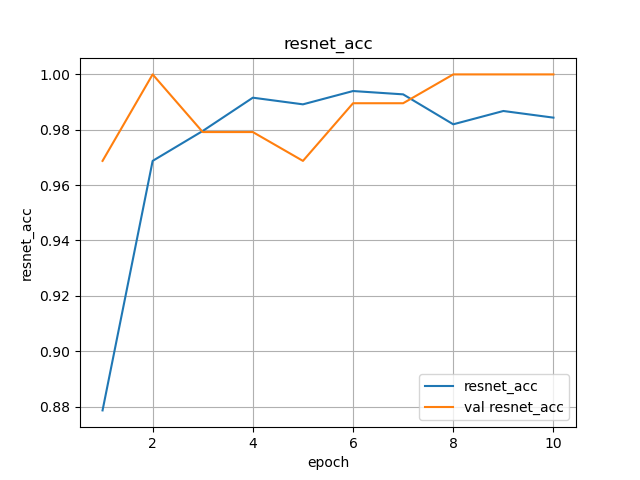 resnet_acc
1.00
0.98
0.96
0.94
0.92
0.90
0.88
resnet_acc
2
4
6
8
10
epoch
resnet_acc
val resnet_acc